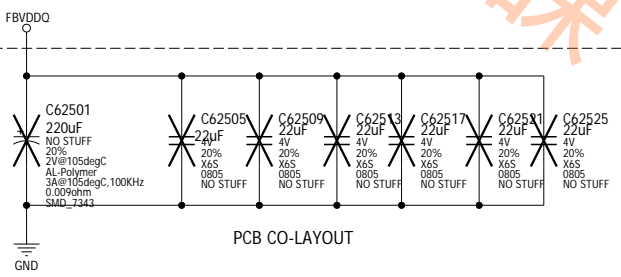 FBVDDQ
C62501
220uF
NO STUFF
20%
2V@105degC
AL-Polymer
3A@105degC,100KHz
0.009ohm
SMD_7343
C62505
22uF
4V
20%
X6S
0805
NO STUFF
C62509
22uF
4V
20%
X6S
0805
NO STUFF
C62513
22uF
4V
20%
X6S
0805
NO STUFF
C62517
22uF
4V
20%
X6S
0805
NO STUFF
C62521
22uF
4V
20%
X6S
0805
NO STUFF
C62525
22uF
4V
20%
X6S
0805
NO STUFF
PCB CO-LAYOUT
GND